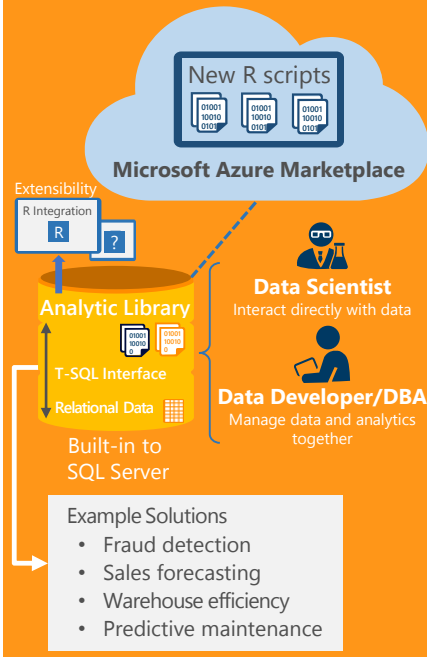 New R scripts
01001
10010
0101
01001
10010
0101
01001
10010
0101
Microsoft Azure Marketplace
Extensibility
R Integration
R
?
Analytic Library
01001
10010
0
01001
10010
0
T-SQL Interface
Relational Data
Built-in to
SQL Server
Data Scientist
Interact directly with data
Data Developer/DBA
Manage data and analytics
together
Example Solutions
• Fraud detection
• Sales forecasting
• Warehouse efficiency
• Predictive maintenance